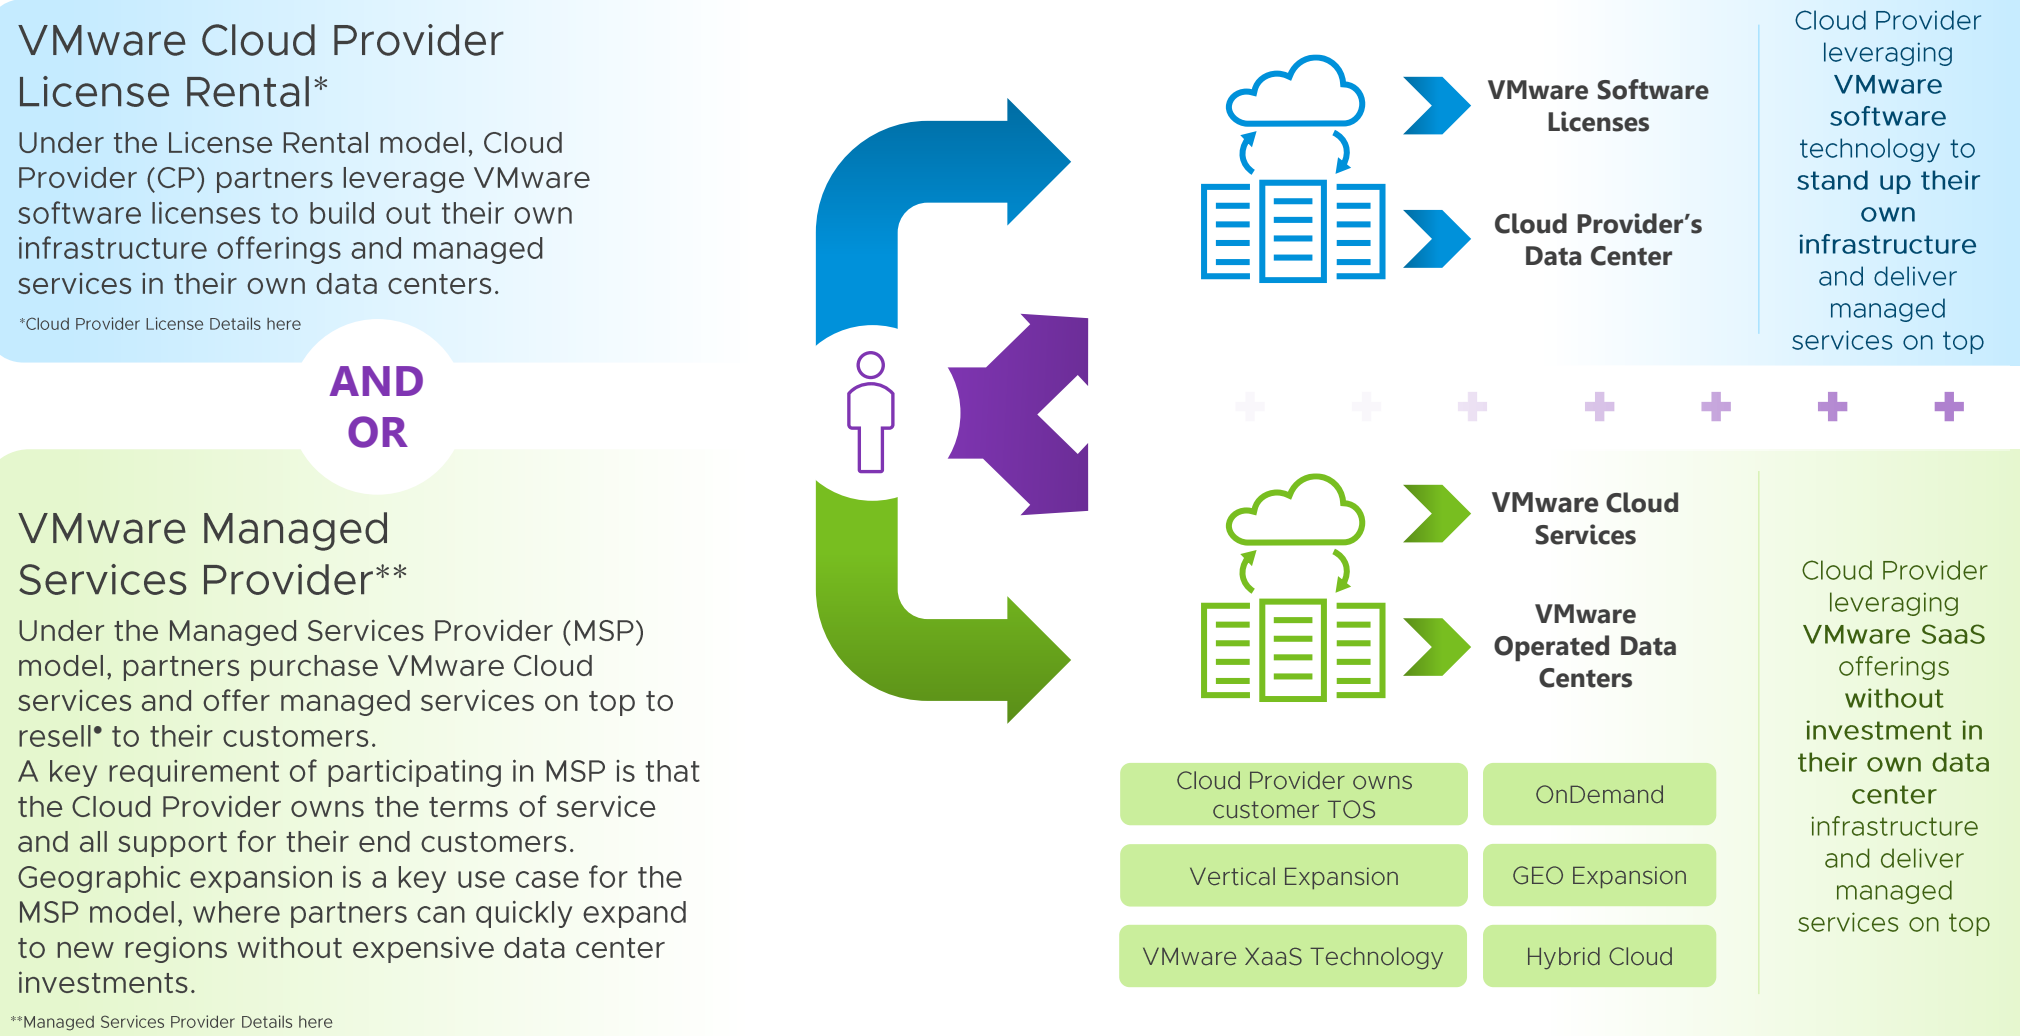 VMware Cloud Provider
License Rental*
Under the License Rental model, Cloud
Provider (CP) partners leverage VMware
software licenses to build out their own
infrastructure offerings and managed
services in their own data centers.
*Cloud Provider License Details here
AND
OR
VMware Managed
Services Provider**
Under the Managed Services Provider (MSP)
model, partners purchase VMware Cloud
services and offer managed services on top to
resell• to their customers.
A key requirement of participating in MSP is that
the Cloud Provider owns the terms of service
and all support for their end customers.
Geographic expansion is a key use case for the
MSP model, where partners can quickly expand
to new regions without expensive data center
investments.
**Managed Services Provider Details here
VMware Software
Licenses
Cloud Provider’s
Data Center
Cloud Provider
leveraging
VMware
software
technology to
stand up their
own
infrastructure
and deliver
managed
services on top
VMware Cloud
Services
VMware
Operated Data
Centers
Cloud Provider owns
customer TOS
OnDemand
Vertical Expansion
GEO Expansion
VMware XaaS Technology
Hybrid Cloud
Cloud Provider
leveraging
VMware SaaS
offerings
without
investment in
their own data
center
infrastructure
and deliver
managed
services on top